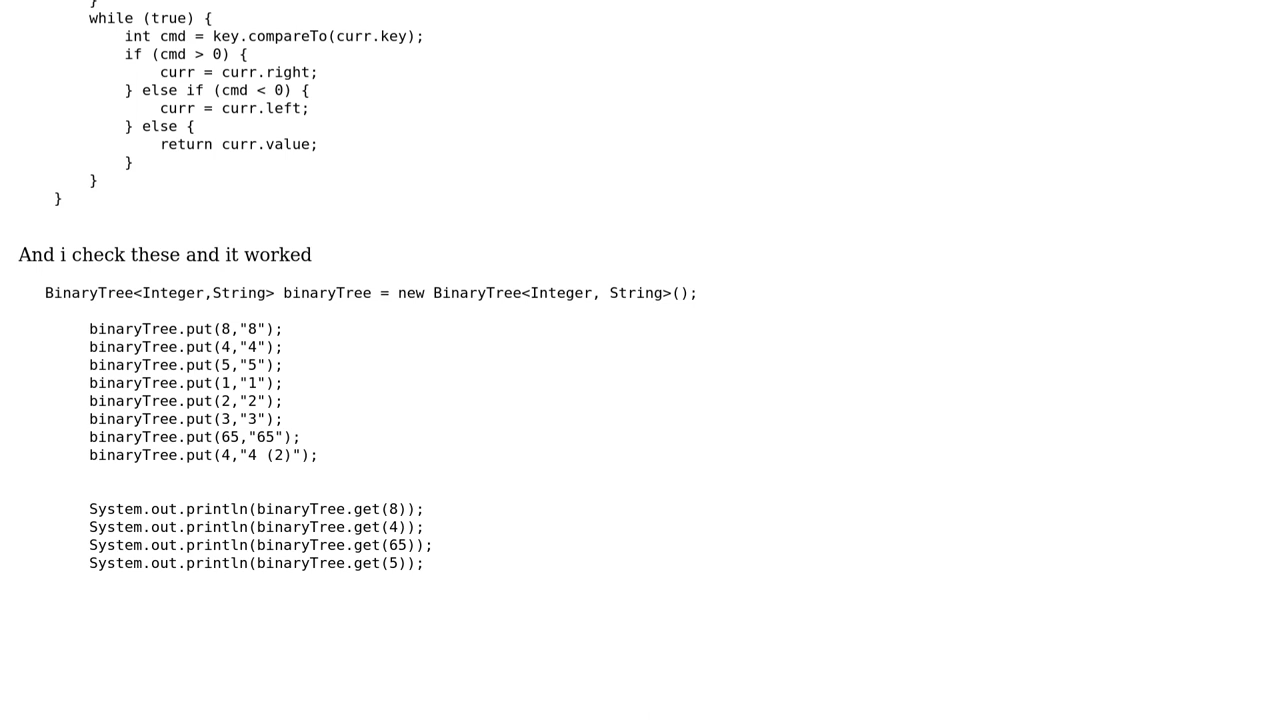 }
while (true) {
int cmd = key.compareTo(curr.key);
if (cmd > 0) {
curr = curr.right;
} else if (cmd < 0) {
curr = curr.left;
} else {
return curr.value;
}
}
}
And i check these and it worked
BinaryTree<Integer,String> binaryTree = new BinaryTree<Integer, String>();
binaryTree.put(8,"8");
binaryTree.put(4,"4");
binaryTree.put(5,"5");
binaryTree.put(1,"1");
binaryTree.put(2,"2");
binaryTree.put(3,"3");
binaryTree.put(65,"65");
binaryTree.put(4,"4 (2)");
System.out.println(binaryTree.get(8));
System.out.println(binaryTree.get(4));
System.out.println(binaryTree.get(65));
System.out.println(binaryTree.get(5));